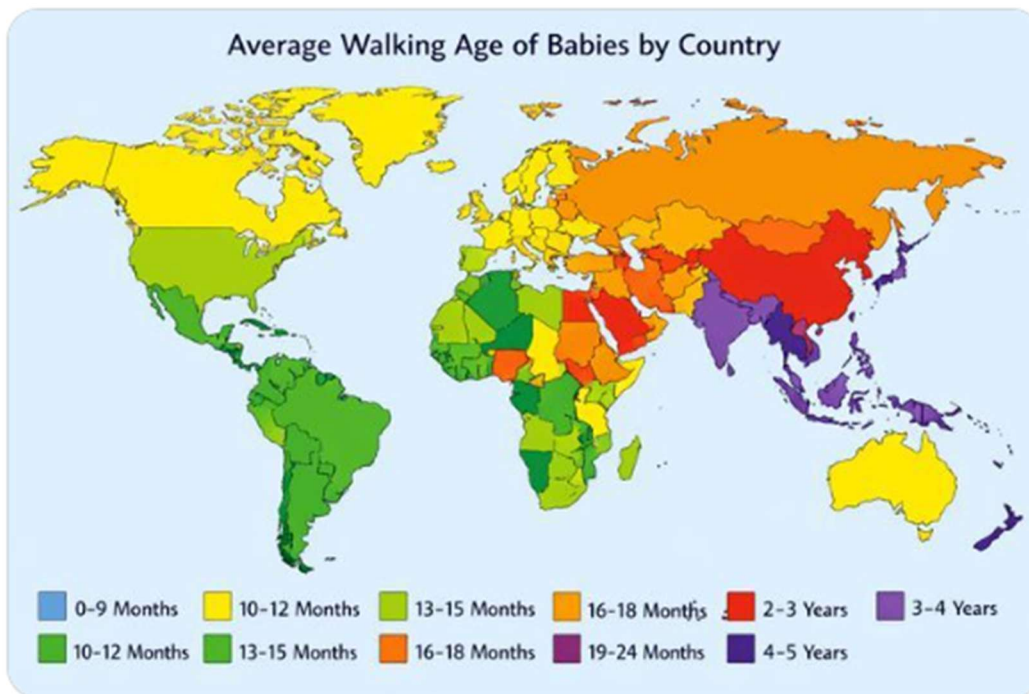 Average Walking Age of Babies by Country
0–9 Months
10–12 Months
13–15 Months
16–18 Months
2–3 Years
3–4 Years
10–12 Months
13–15 Months
16–18 Months
19-24 Months
4–5 Years